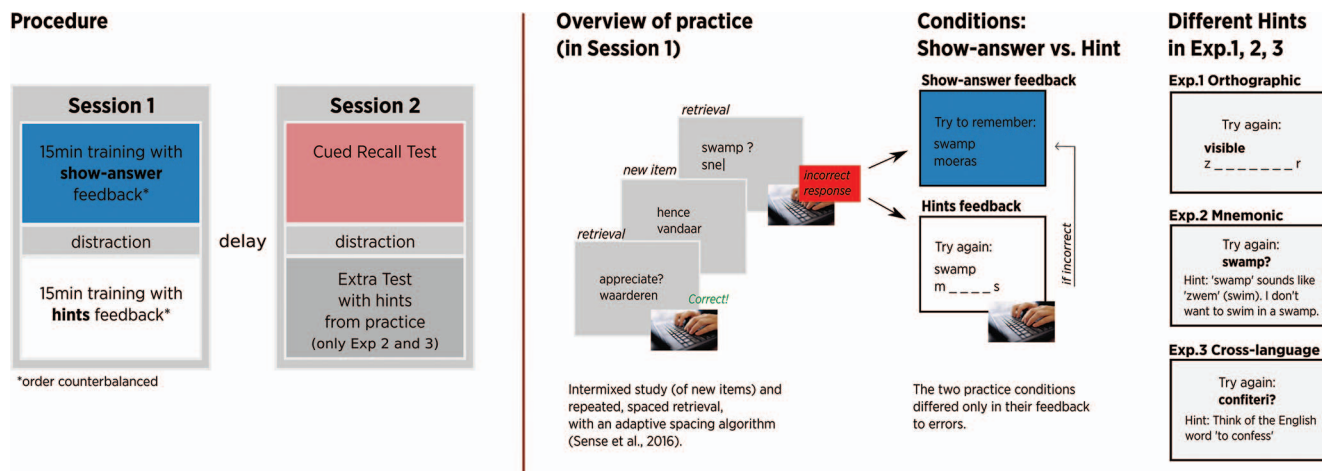 Procedure
Session 1
15min training with
show-answer
feedback*
distraction
15min training with
hints feedback*
*order counterbalanced
delay
Session 2
Cued Recall Test
distraction
Extra Test
with hints
from practice
(only Exp 2 and 3)
Overview of practice
(in Session 1)
retrieval
swamp ?
sne|
incorrect
response
new item
hence
vandaar
retrieval
appreciate?
waarderen
Correct!
Intermixed study (of new items) and
repeated, spaced retrieval,
with an adaptive spacing algorithm
(Sense et al., 2016).
Conditions:
Show-answer vs. Hint
Show-answer feedback
Try to remember:
swamp
moeras
Hints feedback
Try again:
swamp
m _ _ _ _ s
if incorrect
The two practice conditions
differed only in their feedback
to errors.
Different Hints
in Exp.1, 2, 3
Exp.1 Orthographic
Try again:
visible
z _ _ _ _ _ _ _ r
Exp.2 Mnemonic
Try again:
swamp?
Hint: 'swamp' sounds like
'zwem' (swim). I don't
want to swim in a swamp.
Exp.3 Cross-language
Try again:
confiteri?
Hint: Think of the English
word 'to confess'